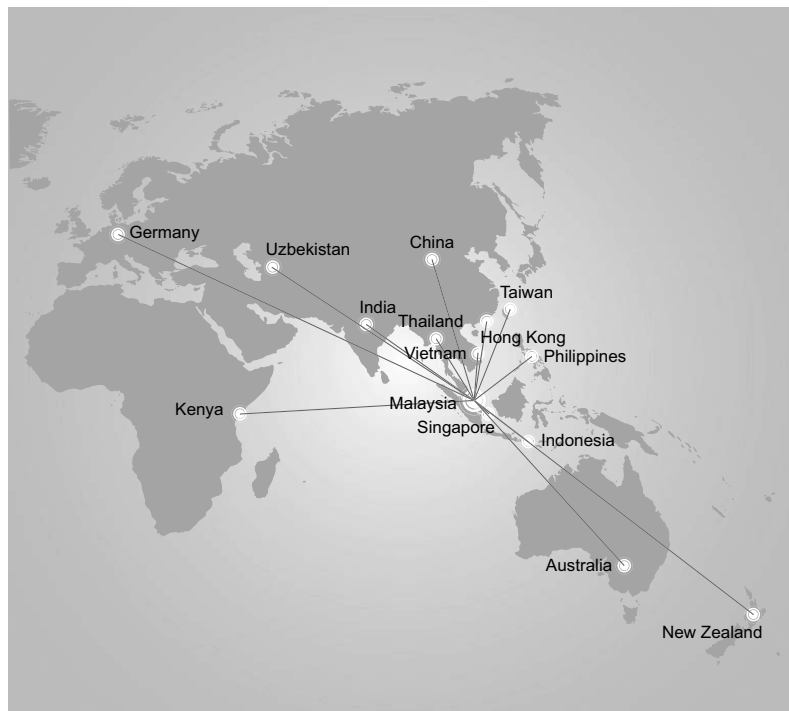 Germany
Uzbekistan
China
Taiwan
India
Thailand
Hong Kong
Vietnam
Philippines
Malaysia
Kenya
Singapore
Indonesia
Australia
New Zealand